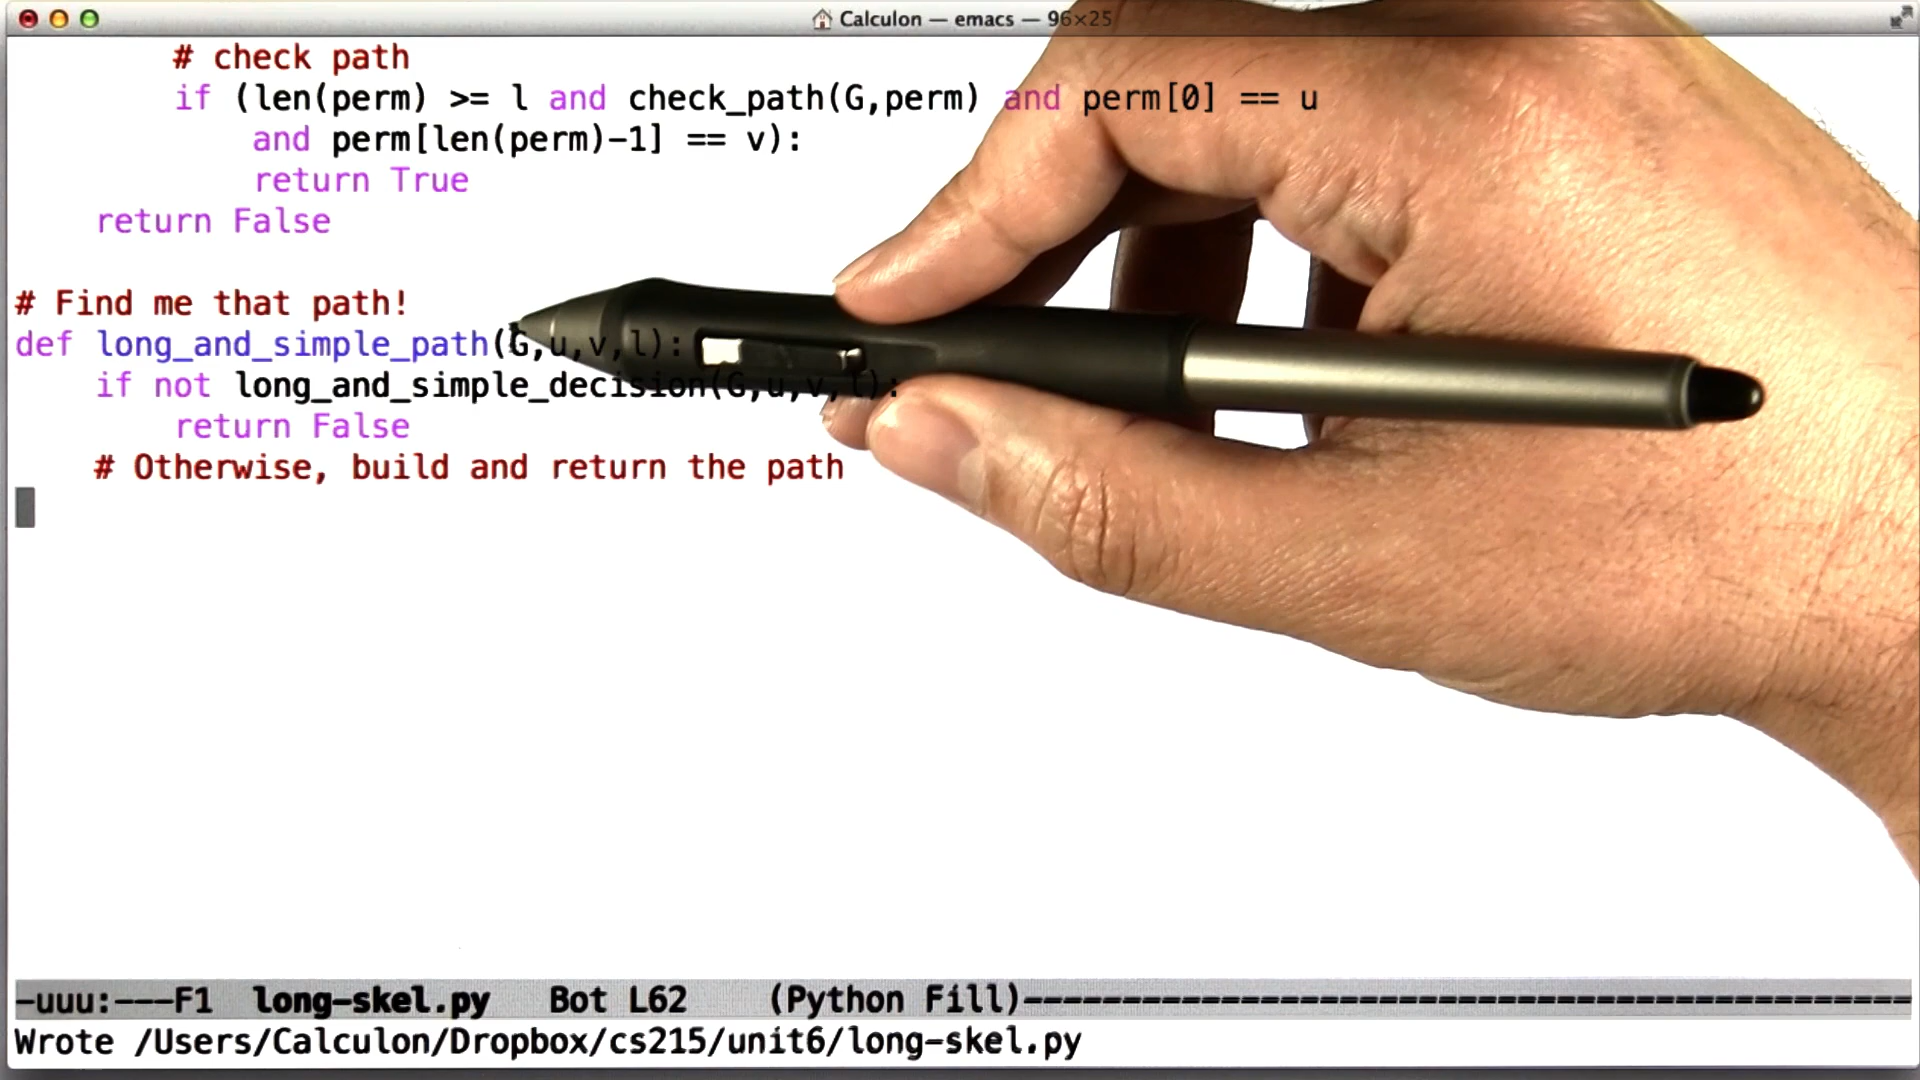 Calculon — emacs — 96×25
# check path
if (len(perm) >= l and check_path(G,perm) and perm[0] == u
and perm[len(perm)-1] == v):
return True
return False
# Find me that path!
def long_and_simple_path(G,u,v,l):
if not long_and_simple_decision(G,u,v,l):
return False
# Otherwise, build and return the path
-uuu:---F1 long-skel.py Bot L62 (Python Fill)------------------------------------------------
Wrote /Users/Calculon/Dropbox/cs215/unit6/long-skel.py